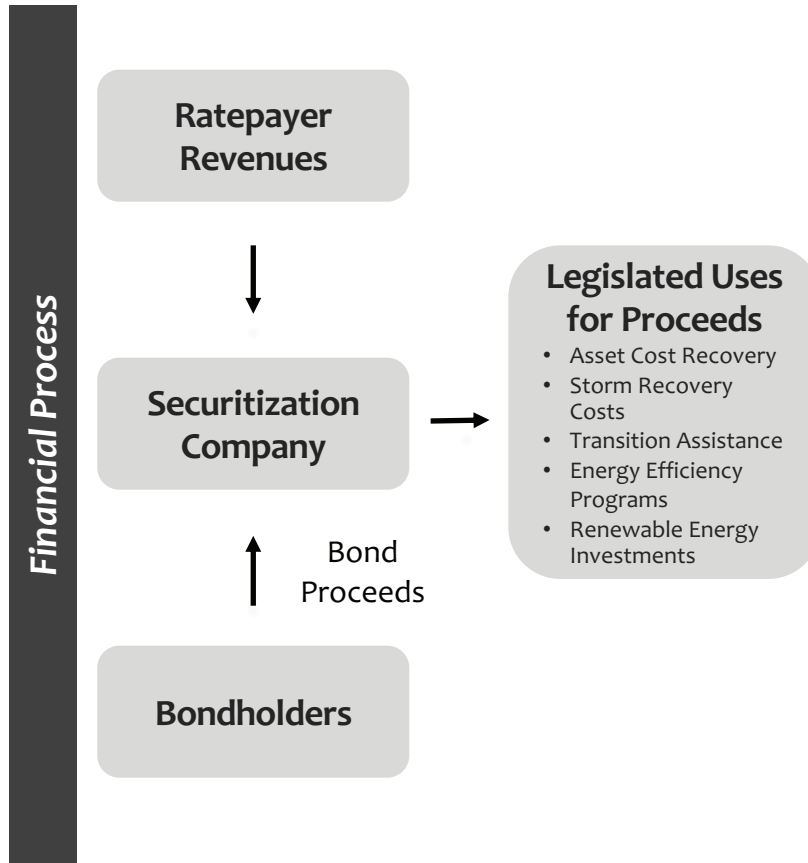 Financial Process
Ratepayer
Revenues
Securitization
Company
Bond
Proceeds
Bondholders
Legislated Uses
for Proceeds
• Asset Cost Recovery
• Storm Recovery
Costs
• Transition Assistance
• Energy Efficiency
Programs
• Renewable Energy
Investments